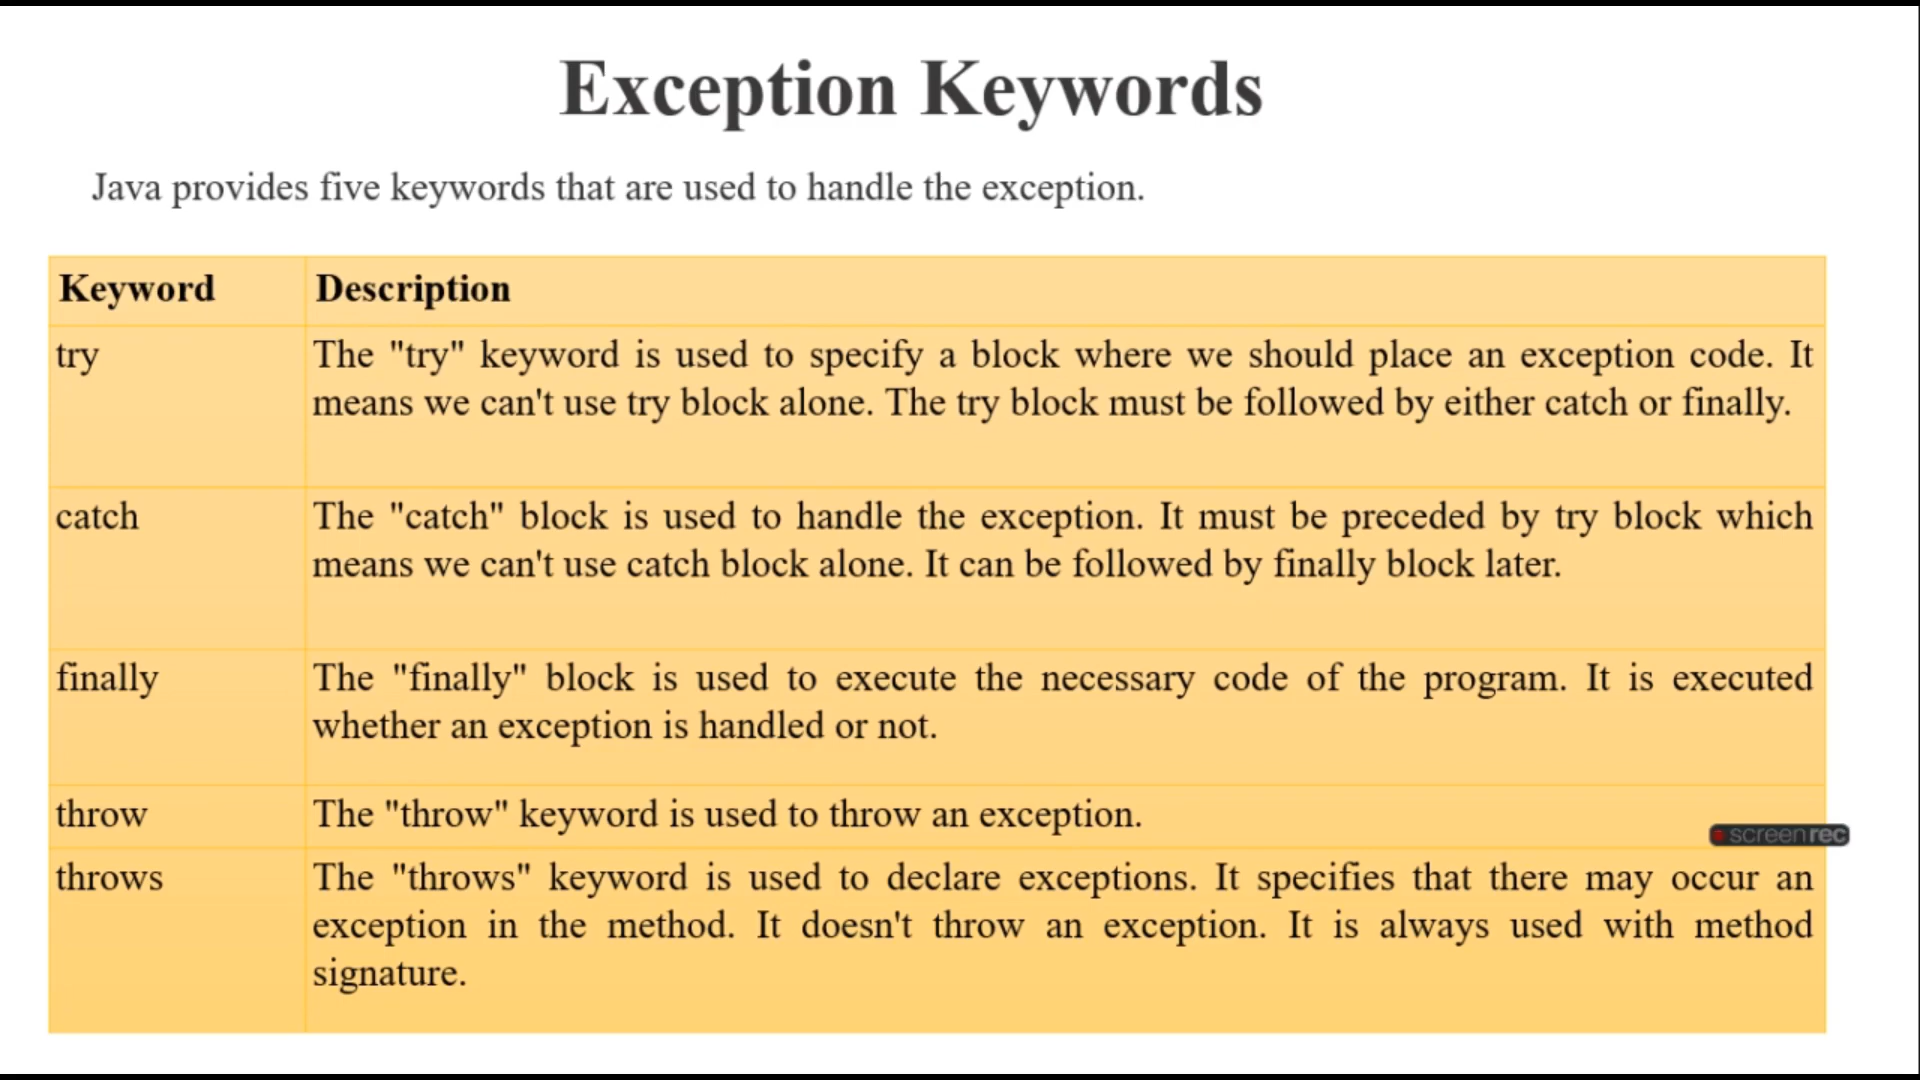 Exception Keywords
Java provides five keywords that are used to handle the exception.
Keyword Description
try The "try" keyword is used to specify a block where we should place an exception code. It
means we can't use try block alone. The try block must be followed by either catch or finally.
catch The "catch" block is used to handle the exception. It must be preceded by try block which
means we can't use catch block alone. It can be followed by finally block later.
finally The "finally" block is used to execute the necessary code of the program. It is executed
whether an exception is handled or not.
throw The "throw" keyword is used to throw an exception.
screenrec
throws The "throws" keyword is used to declare exceptions. It specifies that there may occur an
exception in the method. It doesn't throw an exception. It is always used with method
signature.